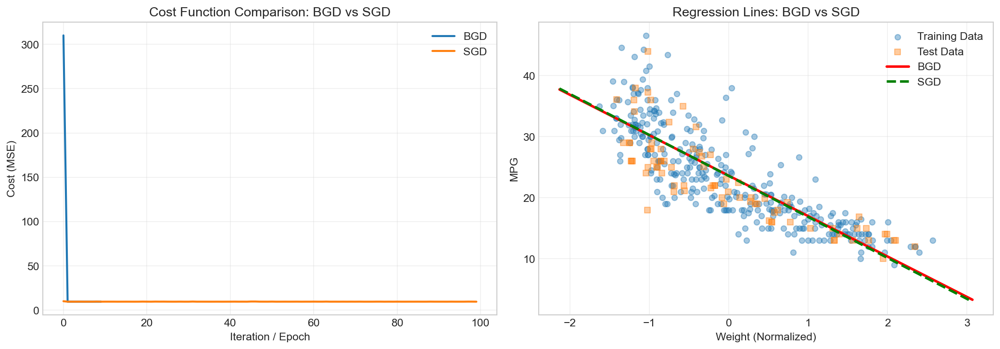 Cost Function Comparison: BGD vs SGD
Cost (MSE)
300
250
200
150
100
50
0
0 20 40 60 80 100
Iteration / Epoch
BGD
SGD
Regression Lines: BGD vs SGD
MPG
40
30
20
10
−2 −1 0 1 2 3
Weight (Normalized)
Training Data
Test Data
BGD
SGD